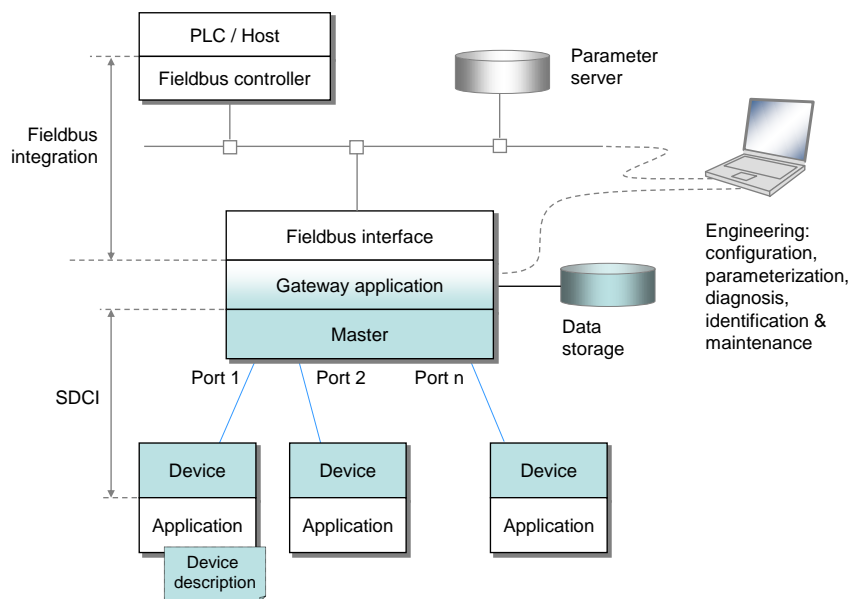 PLC / Host
Fieldbus controller
Parameter
server
Fieldbus
integration
Fieldbus interface
Gateway application
Master
Data
storage
Engineering:
configuration,
parameterization,
diagnosis,
identification &
maintenance
Port 1
Port 2
Port n
SDCI
Device
Device
Device
Application
Application
Application
Device
description